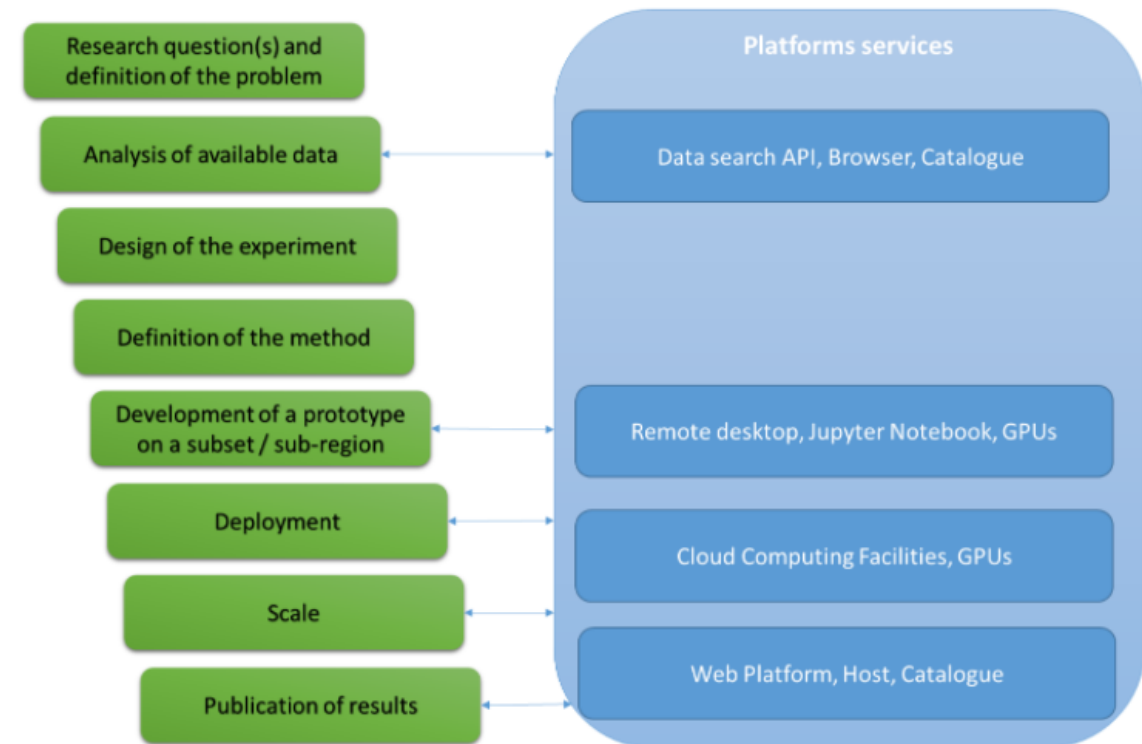 Research question(s) and
definition of the problem
Analysis of available data
Design of the experiment
Definition of the method
Development of a prototype
on a subset / sub-region
Deployment
Scale
Publication of results
Platforms services
Data search API, Browser, Catalogue
Remote desktop, Jupyter Notebook, GPUs
Cloud Computing Facilities, GPUs
Web Platform, Host, Catalogue